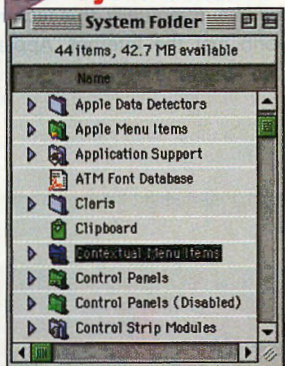 System Folder
44 items, 42.7 MB available
Name
Apple Data Detectors
Apple Menu Items
Application Support
ATM Font Database
Claris
Clipboard
Contextual Menu Items
Control Panels
Control Panels (Disabled)
Control Strip Modules